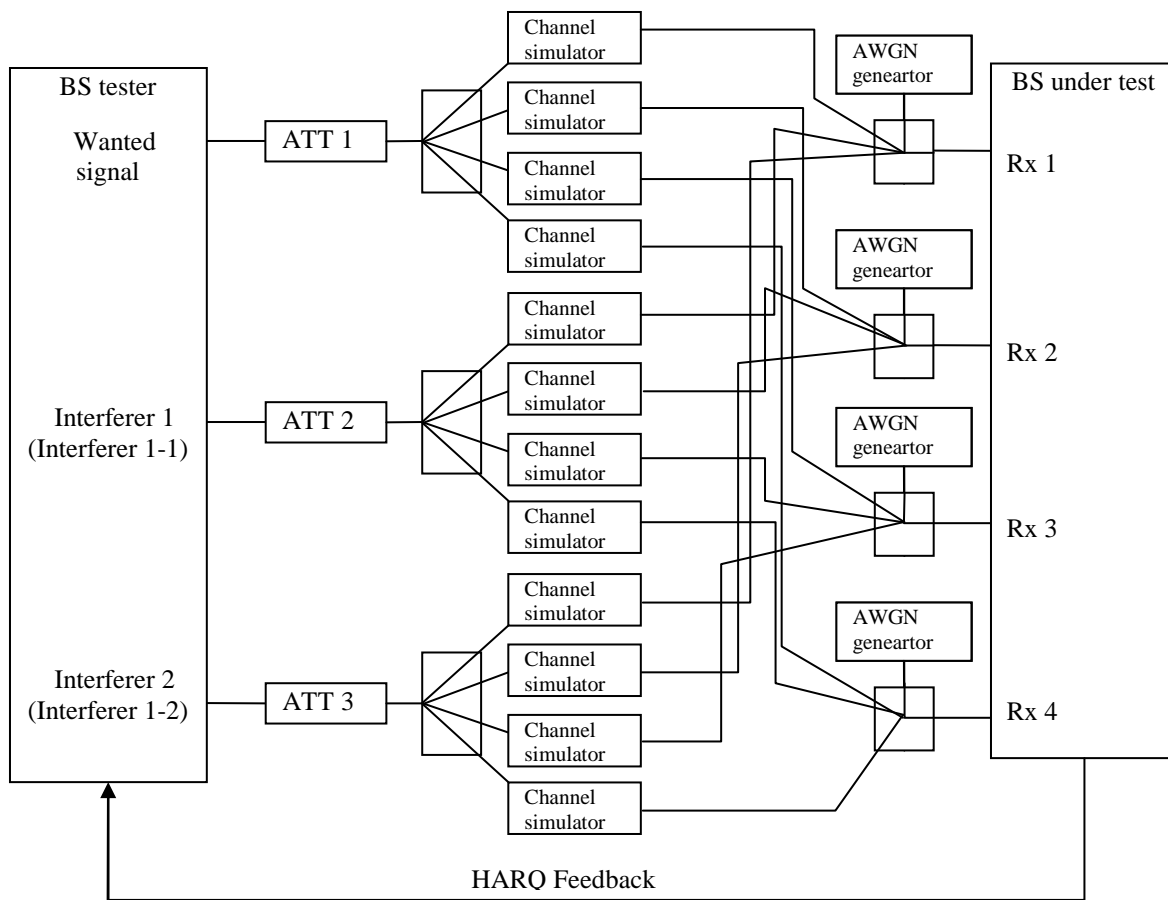 BS tester
Wanted
signal
Interferer 1
(Interferer 1-1)
Interferer 2
(Interferer 1-2)
ATT 1
ATT 2
ATT 3
Channel
simulator
Channel
simulator
Channel
simulator
Channel
simulator
Channel
simulator
Channel
simulator
Channel
simulator
Channel
simulator
Channel
simulator
Channel
simulator
Channel
simulator
Channel
simulator
AWGN
geneartor
AWGN
geneartor
AWGN
geneartor
AWGN
geneartor
BS under test
Rx 1
Rx 2
Rx 3
Rx 4
HARQ Feedback